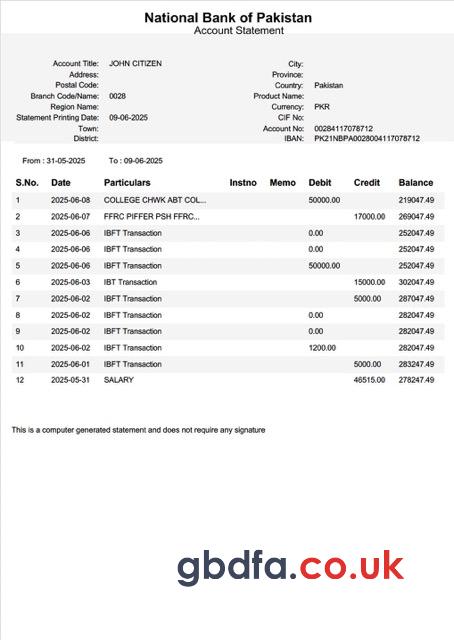 National Bank of Pakistan
Account Statement
Account Title: JOHN CITIZEN City:
Address: Province:
Postal Code: Country: Pakistan
Branch Code/Name: 0028 Product Name:
Region Name: Currency: PKR
Statement Printing Date: 09-06-2025 CIF No:
Town: Account No: 00284117078712
District: IBAN: PK21NBPA0028004117078712
From : 31-05-2025 To : 09-06-2025
S.No. Date Particulars Instno Memo Debit Credit Balance
1 2025-06-08 COLLEGE CHWK ABT COL... 50000.00 219047.49
2 2025-06-07 FFRC PIFFER PSH FFRC... 17000.00 269047.49
3 2025-06-06 IBFT Transaction 0.00 252047.49
4 2025-06-06 IBFT Transaction 0.00 252047.49
5 2025-06-06 IBFT Transaction 50000.00 252047.49
6 2025-06-03 IBT Transaction 15000.00 302047.49
7 2025-06-02 IBFT Transaction 5000.00 287047.49
8 2025-06-02 IBFT Transaction 0.00 282047.49
9 2025-06-02 IBFT Transaction 0.00 282047.49
10 2025-06-02 IBFT Transaction 1200.00 282047.49
11 2025-06-01 IBFT Transaction 5000.00 283247.49
12 2025-05-31 SALARY 46515.00 278247.49
This is a computer generated statement and does not require any signature
gbdfa.co.uk